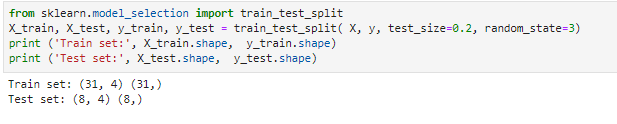 from sklearn.model_selection import train_test_split
X_train, X_test, y_train, y_test = train_test_split( X, y, test_size=0.2, random_state=3)
print ('Train set:', X_train.shape,  y_train.shape)
print ('Test set:', X_test.shape,  y_test.shape)
Train set: (31, 4) (31,)
Test set: (8, 4) (8,)